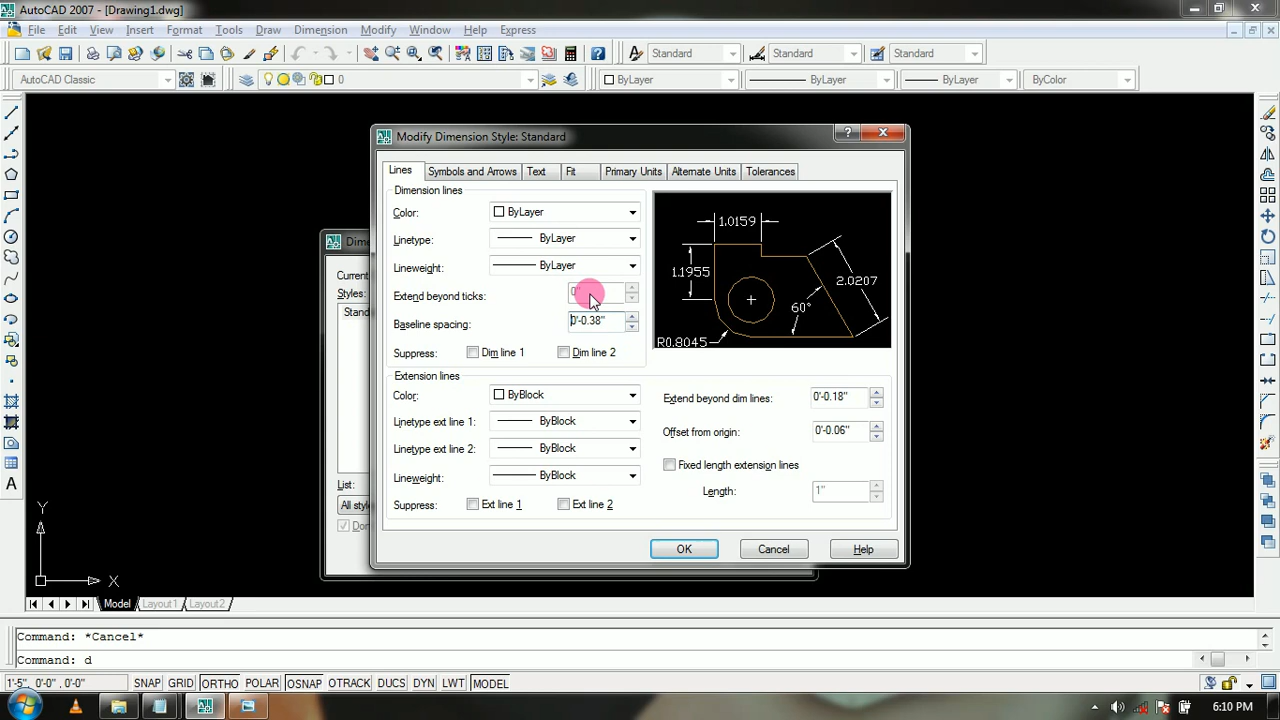 AutoCAD 2007 - [Drawing1.dwg]
File Edit View Insert Format Tools Draw Dimension Modify Window Help Express
Standard Standard Standard
AutoCAD Classic 0 ByLayer ByLayer ByLayer ByColor
Modify Dimension Style: Standard
Lines Symbols and Arrows Text Fit Primary Units Alternate Units Tolerances
Dimension lines
Color: ByLayer
Linetype: ByLayer
Lineweight: ByLayer
Extend beyond ticks: 0"
Baseline spacing: 0'-0.38"
Suppress: Dim line 1 Dim line 2
1.0159
1.1955
2.0207
60°
R0.8045
Extension lines
Color: ByBlock
Linetype ext line 1: ByBlock
Linetype ext line 2: ByBlock
Lineweight: ByBlock
Suppress: Ext line 1 Ext line 2
Extend beyond dim lines: 0'-0.18"
Offset from origin: 0'-0.06"
Fixed length extension lines
Length: 1"
OK Cancel Help
Dime
Current
Styles:
Stand
List:
All style
Don
Y
X
Model Layout1 Layout2
Command: *Cancel*
Command: d
1'-5", 0'-0" , 0'-0" SNAP GRID ORTHO POLAR OSNAP OTRACK DUCS DYN LWT MODEL
6:10 PM